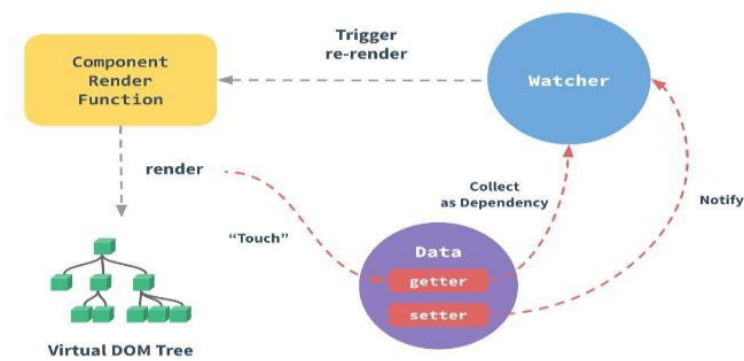 Trigger
re-render
Component
Render
Function
Watcher
render
Collect
as Dependency
Notify
“Touch”
Data
getter
setter
Virtual DOM Tree